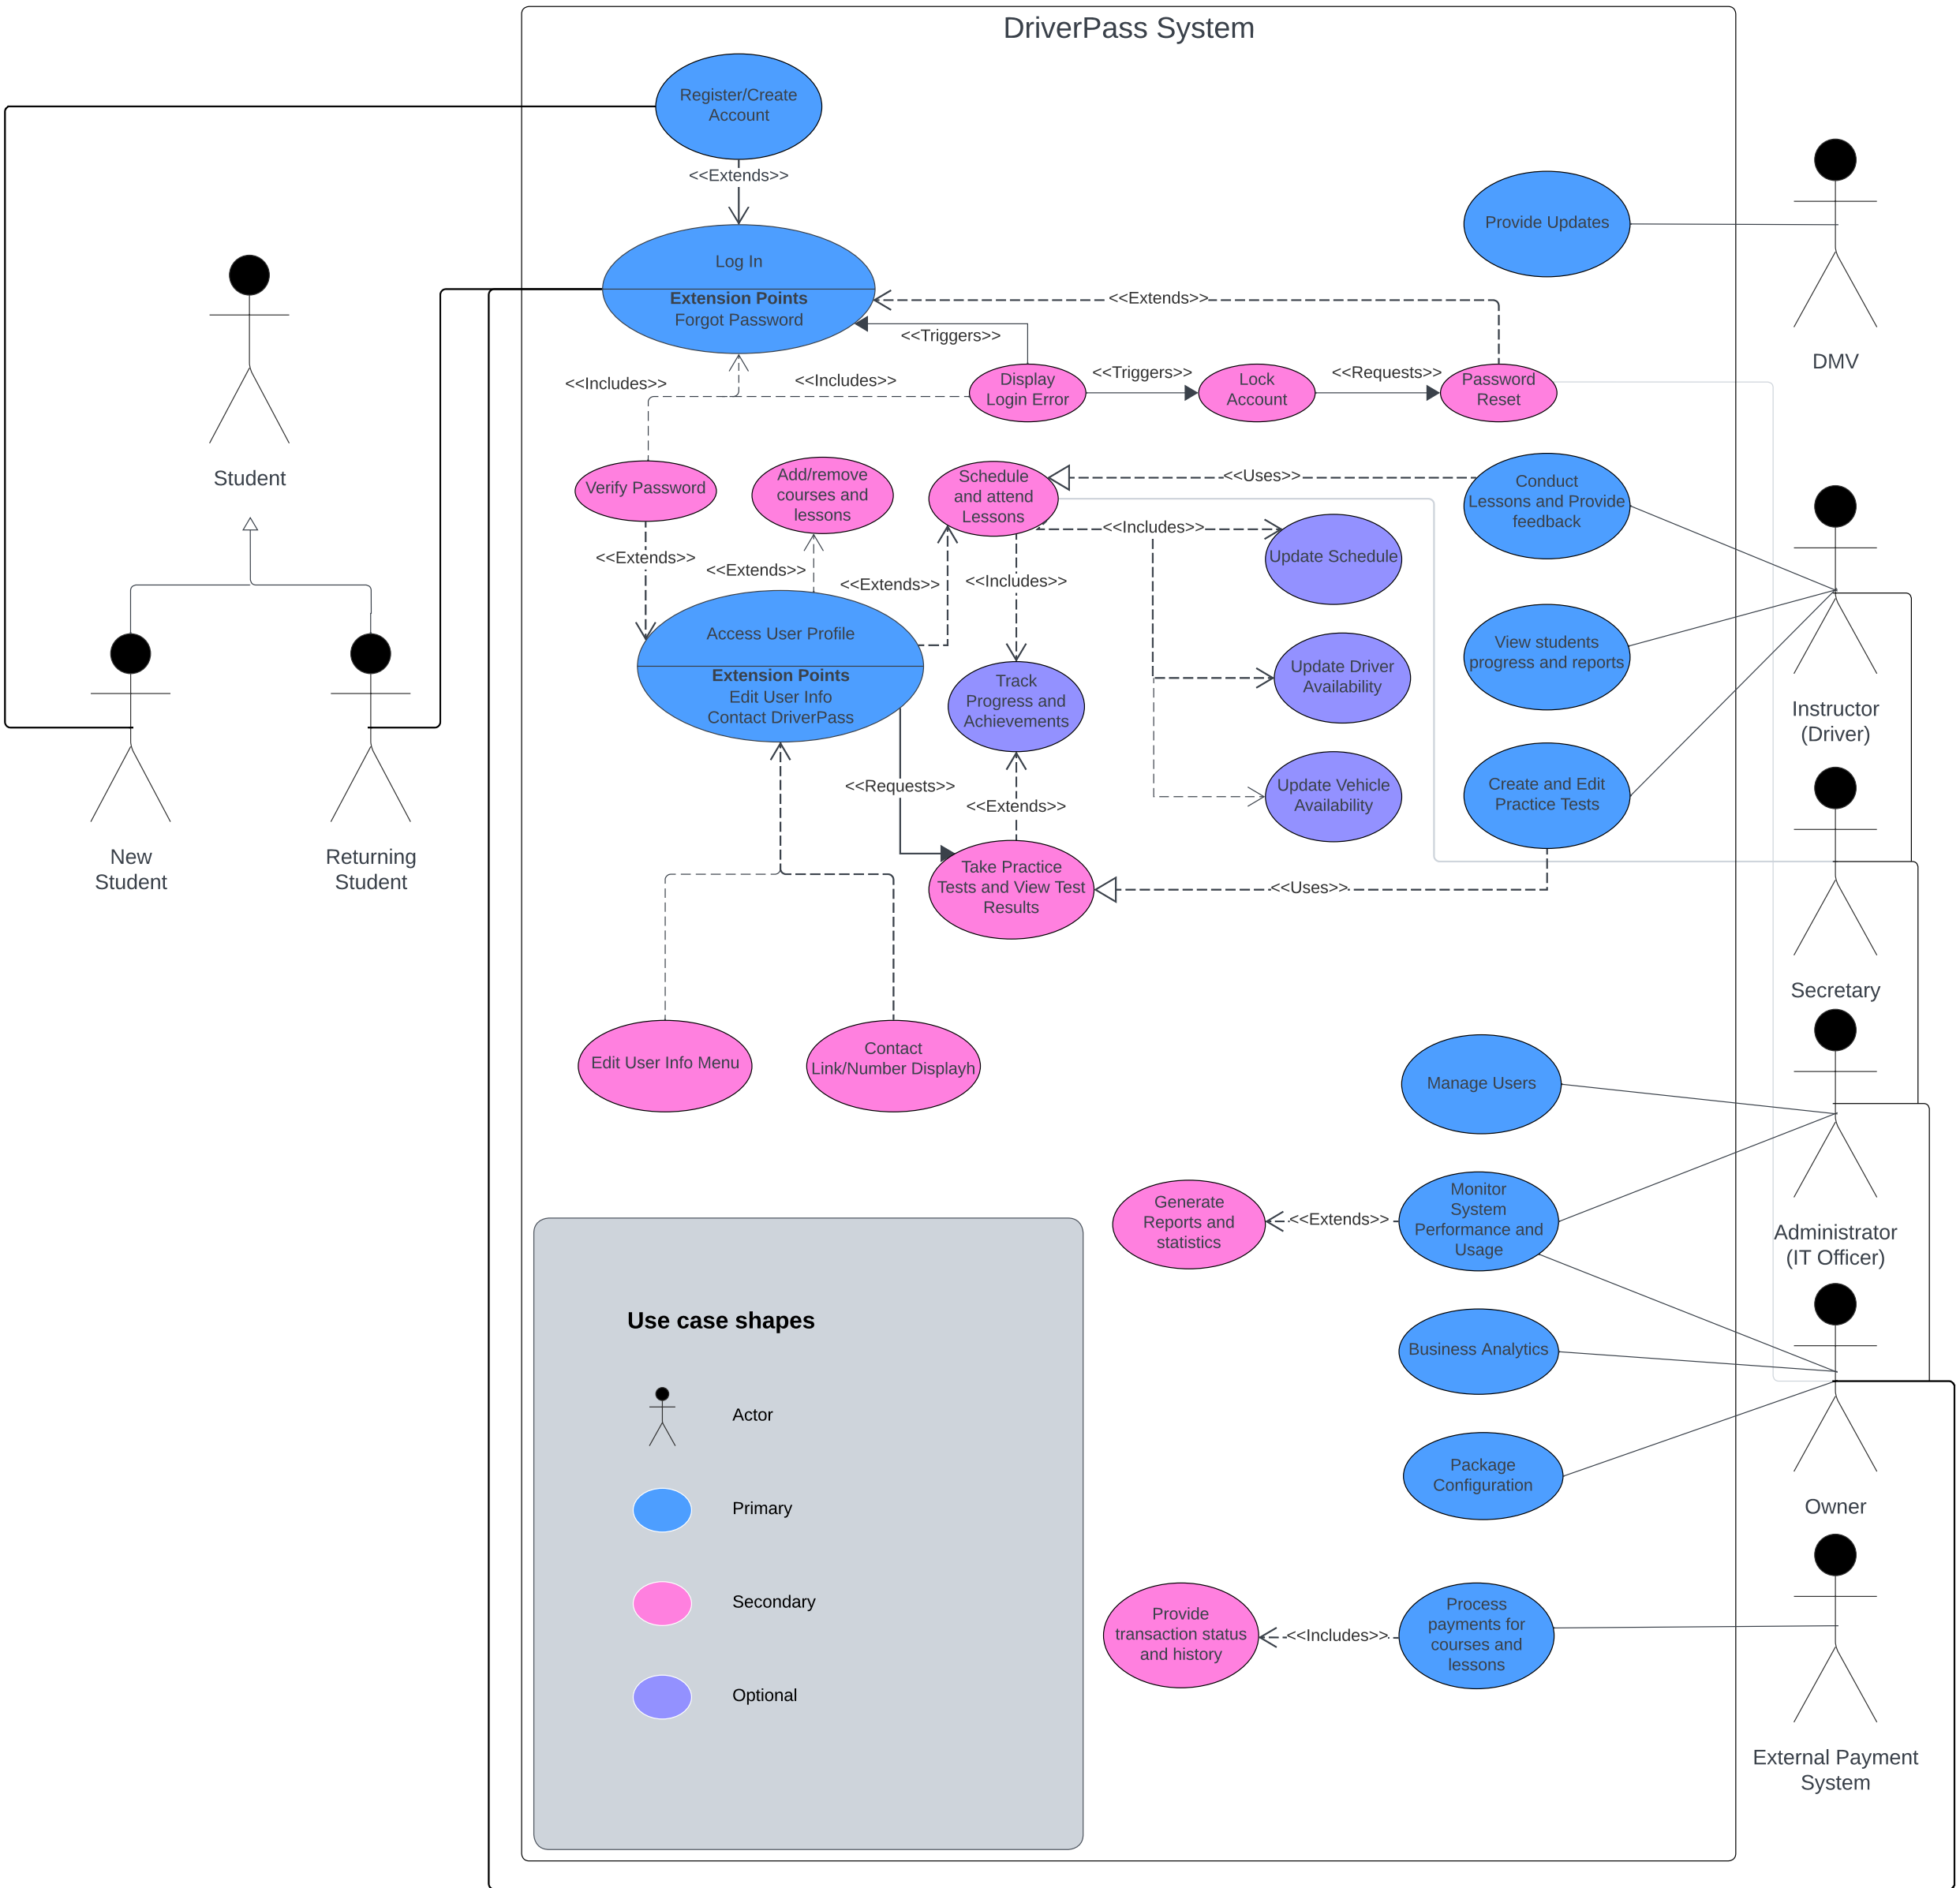 DriverPass System
Register/Create
Account
<<Extends>>
Log In
Extension Points
Forgot Password
Provide Updates
DMV
<<Extends>>
<<Triggers>>
<<Includes>>
<<Includes>>
Display
Login Error
<<Triggers>>
Lock
Account
<<Requests>>
Password
Reset
Student
Verify Password
Add/remove
courses and
lessons
Schedule
and attend
Lessons
<<Uses>>
Conduct
Lessons and Provide
feedback
<<Extends>>
<<Extends>>
<<Extends>>
<<Includes>>
<<Includes>>
Update Schedule
Access User Profile
Extension Points
Edit User Info
Contact DriverPass
Track
Progress and
Achievements
Update Driver
Availability
View students
progress and reports
Instructor
(Driver)
<<Requests>>
<<Extends>>
Update Vehicle
Availability
Create and Edit
Practice Tests
New
Student
Returning
Student
Take Practice
Tests and View Test
Results
<<Uses>>
Secretary
Edit User Info Menu
Contact
Link/Number Displayh
Manage Users
Generate
Reports and
statistics
<<Extends>>
Monitor
System
Performance and
Usage
Administrator
(IT Officer)
Use case shapes
Actor
Primary
Secondary
Optional
Business Analytics
Package
Configuration
Owner
Provide
transaction status
and history
<<Includes>>
Process
payments for
courses and
lessons
External Payment
System